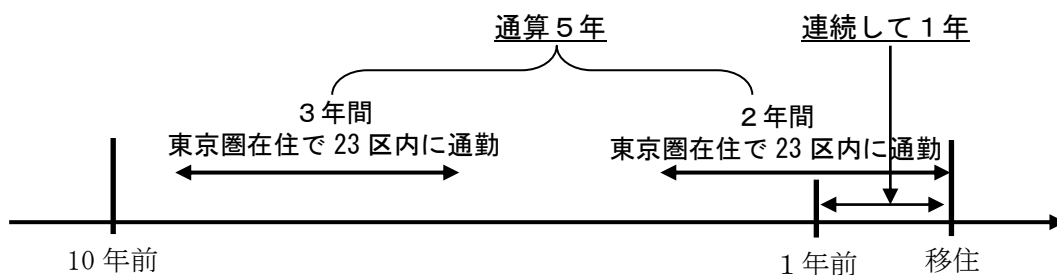 通算５年
連続して１年
３年間
東京圏在住で 23 区内に通勤
２年間
東京圏在住で 23 区内に通勤
10 年前
１年前
移住